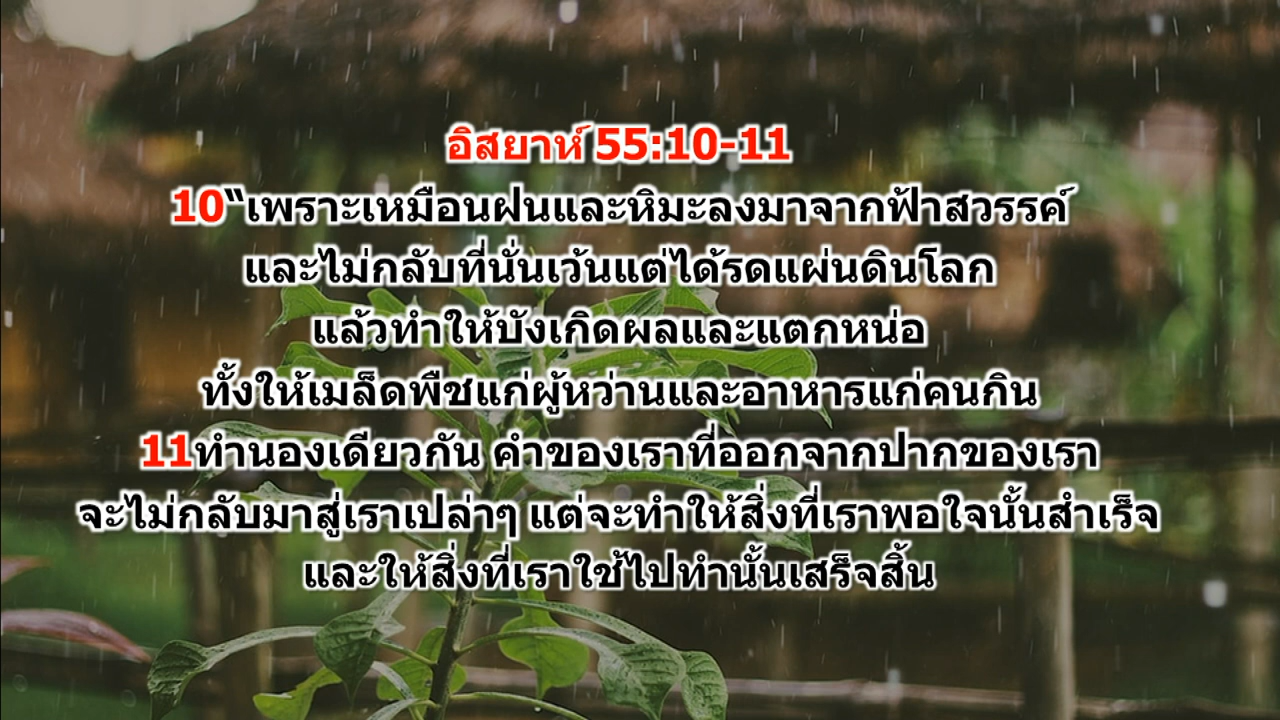 อิสยาห์ 55:10-11
10“เพราะเหมือนฝนและหิมะลงมาจากฟ้าสวรรค์
และไม่กลับที่นั่นเว้นแต่ได้รดแผ่นดินโลก
แล้วทำให้บังเกิดผลและแตกหน่อ
ทั้งให้เมล็ดพืชแก่ผู้หว่านและอาหารแก่คนกิน
11ทำนองเดียวกัน คำของเราที่ออกจากปากของเรา
จะไม่กลับมาสู่เราเปล่าๆ แต่จะทำให้สิ่งที่เราพอใจนั้นสำเร็จ
และให้สิ่งที่เราใช้ไปทำนั้นเสร็จสิ้น